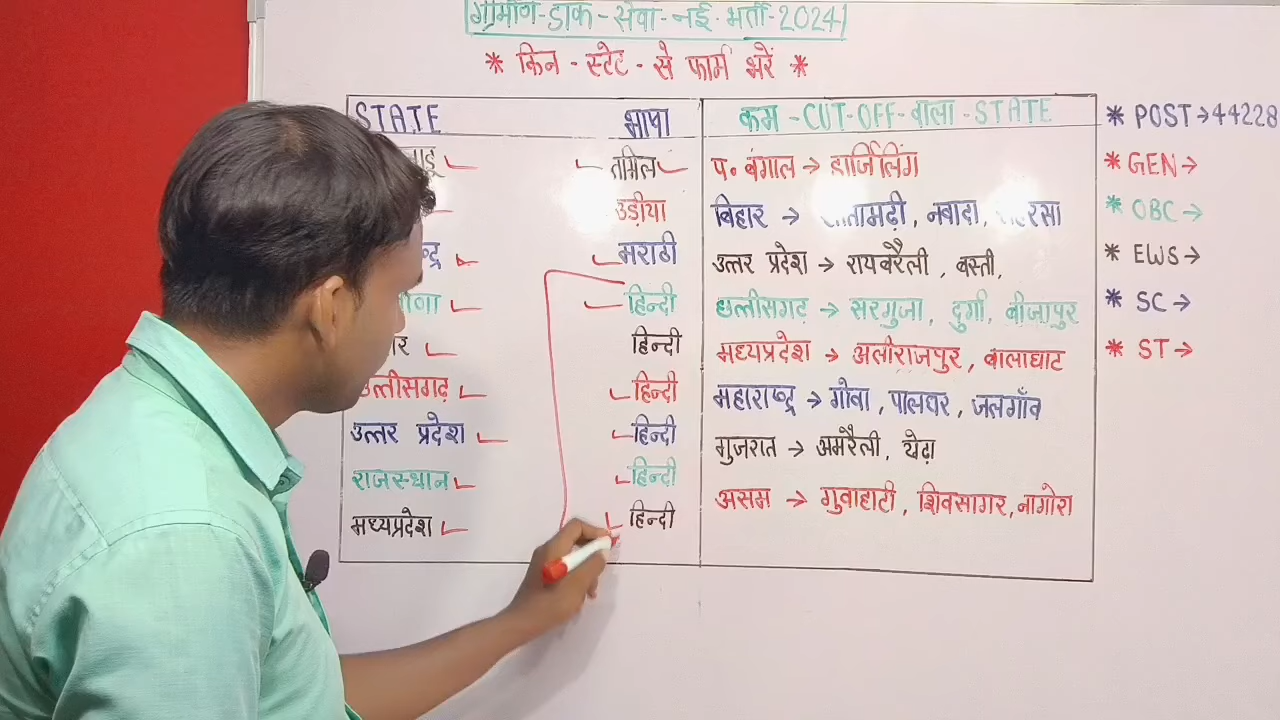 ग्रामीण-डाक-सेवा-नई-भर्ती-2024
* किन-स्टेट-से फार्म भरें *
STATE भाषा
तमिल
उड़ीया
मराठी
हिन्दी
हिन्दी
छत्तीसगढ़ हिन्दी
उत्तर प्रदेश हिन्दी
राजस्थान हिन्दी
मध्यप्रदेश हिन्दी
कम-CUT-OFF-वाला-STATE
प. बंगाल → डार्जिलिंग
बिहार → नबादा,
उत्तर प्रदेश → रायबरैली, बस्ती,
छत्तीसगढ़ → सरगुजा, दुर्गा, बीजापुर
मध्यप्रदेश → अलीराजपुर, बालाघाट
महाराष्ट्र → गोवा, पालघर, जलगाँव
गुजरात → अमरैली, खेढ़ा
असम → गुवाहाटी, शिवसागर, नागोरा
* POST→44228
* GEN→
* OBC→
* EWS→
* SC→
* ST→